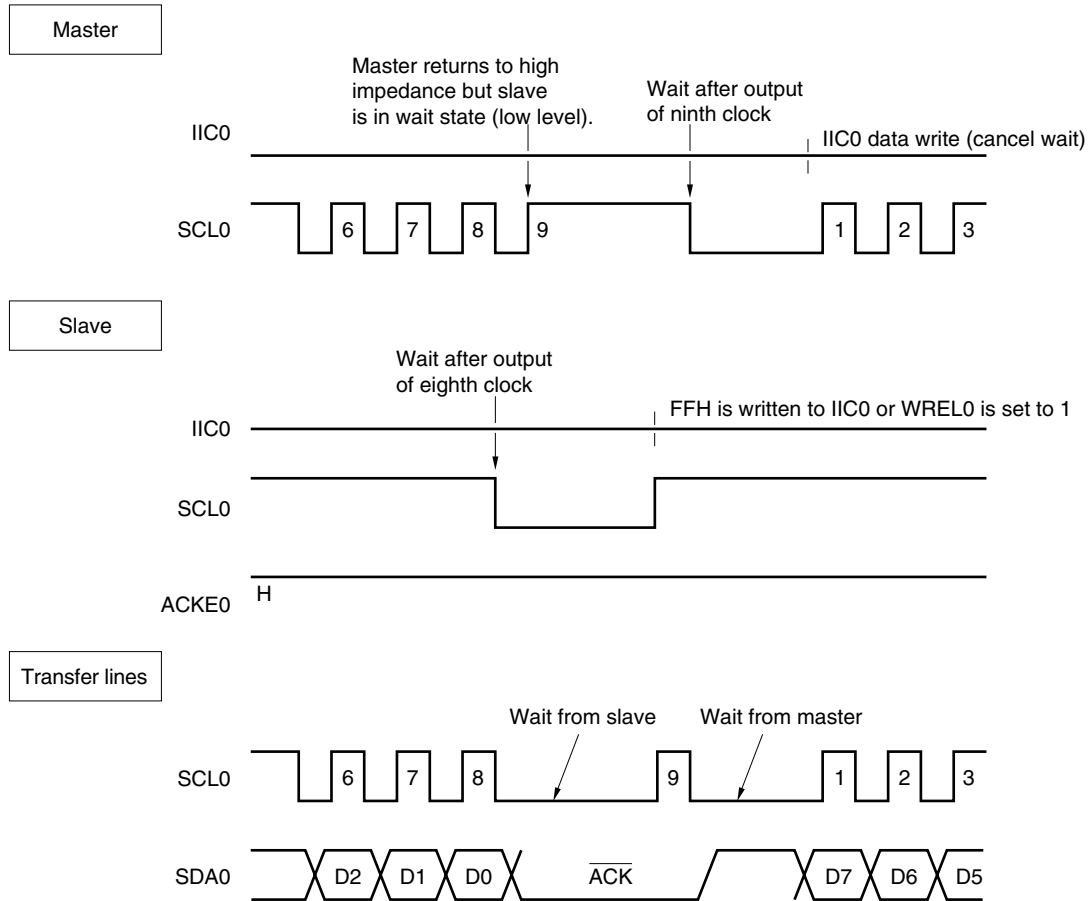 Master
Master returns to high
impedance but slave
is in wait state (low level).
Wait after output
of ninth clock
IIC0
IIC0 data write (cancel wait)
SCL0
6 7 8 9 1 2 3
Slave
Wait after output
of eighth clock
FFH is written to IIC0 or WREL0 is set to 1
IIC0
SCL0
H
ACKE0
Transfer lines
Wait from slave Wait from master
SCL0
6 7 8 9 1 2 3
SDA0 D2 D1 D0 A̅C̅K̅ D7 D6 D5